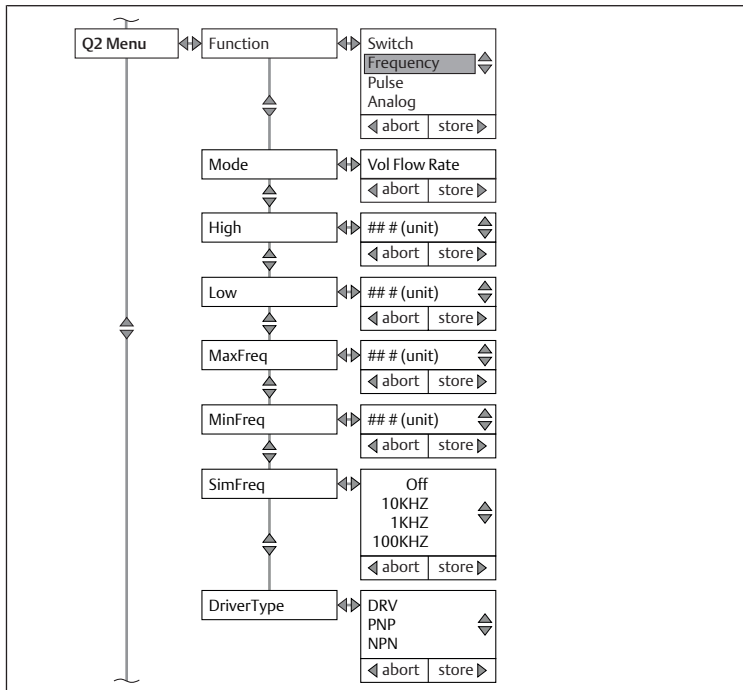 Q2 Menu
Function
Switch
Frequency
Pulse
Analog
abort store
Mode
Vol Flow Rate
abort store
High
## # (unit)
abort store
Low
## # (unit)
abort store
MaxFreq
## # (unit)
abort store
MinFreq
## # (unit)
abort store
SimFreq
Off
10KHZ
1KHZ
100KHZ
abort store
DriverType
DRV
PNP
NPN
abort store